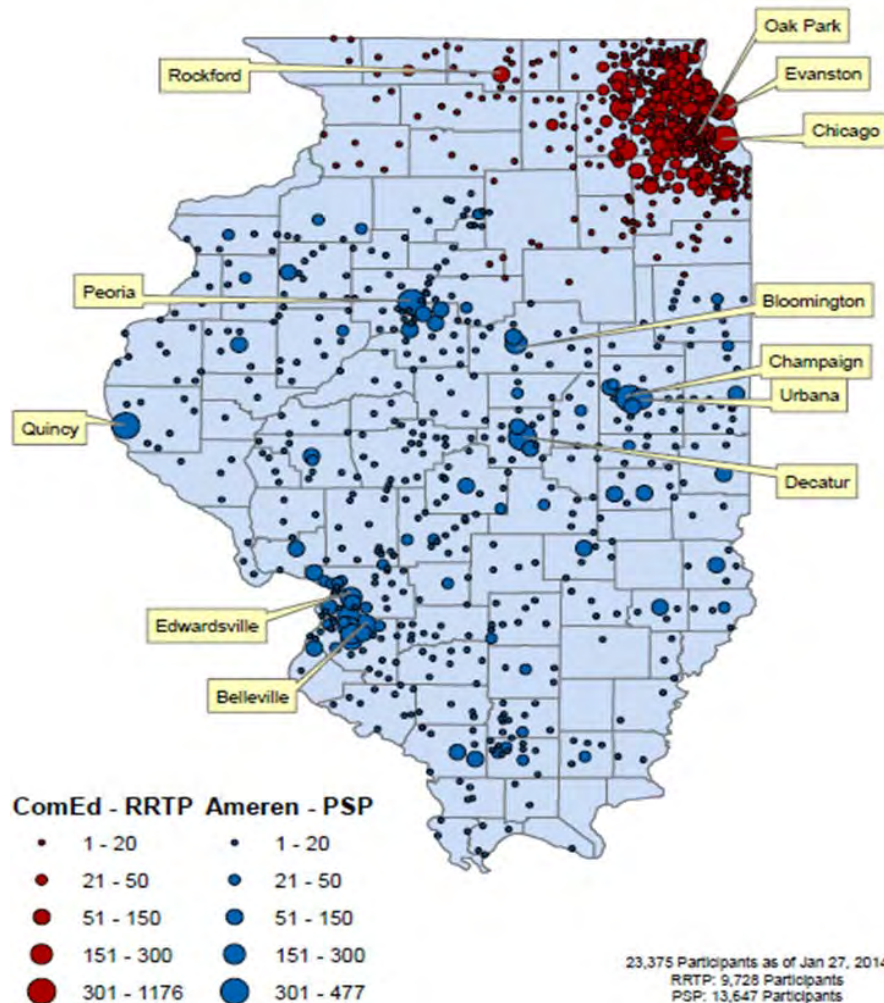 Oak Park
Rockford
Evanston
Chicago
Peoria
Bloomington
Champaign
Urbana
Quincy
Decatur
Edwardsville
Belleville
ComEd - RRTP Ameren - PSP
1 - 20 1 - 20
21 - 50 21 - 50
51 - 150 51 - 150
151 - 300 151 - 300
301 - 1176 301 - 477
23,375 Participants as of Jan 27, 2014
RRTP: 9,728 Participants
PSP: 13,647 Participants